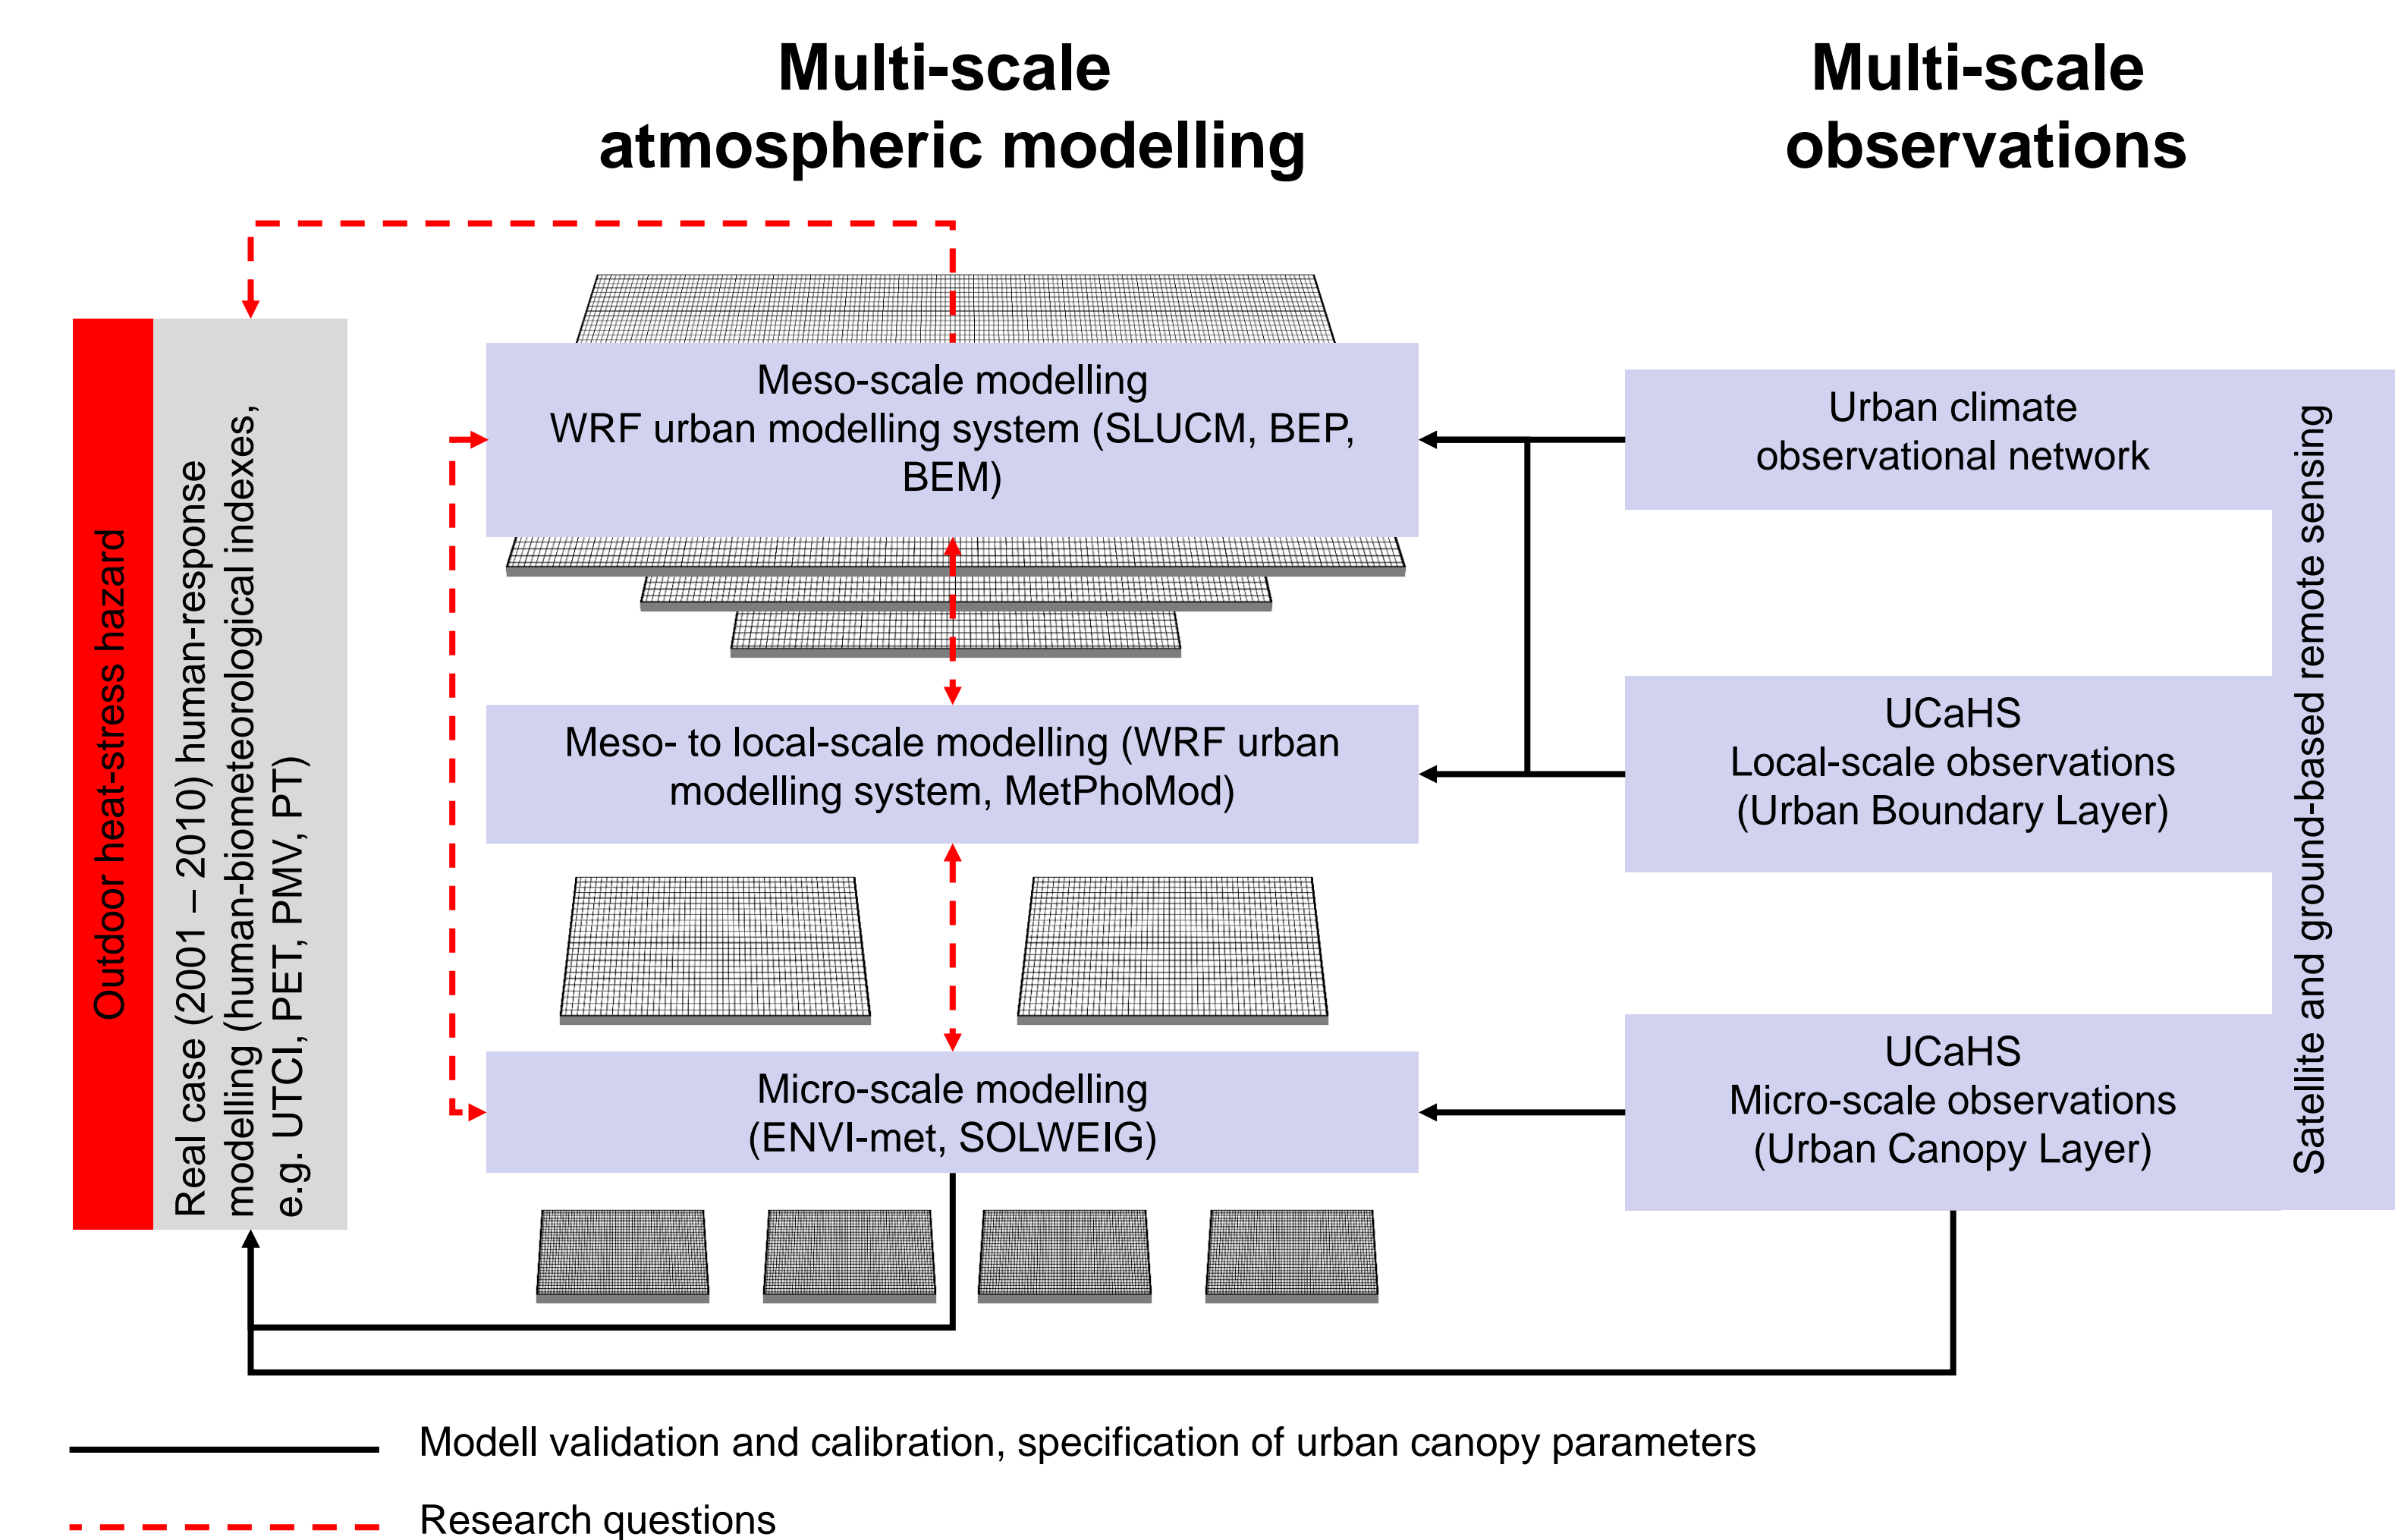 Multi-scale
atmospheric modelling
Multi-scale
observations
Outdoor heat-stress hazard
Real case (2001 – 2010) human-response
modelling (human-biometeorological indexes,
e.g. UTCI, PET, PMV, PT)
Meso-scale modelling
WRF urban modelling system (SLUCM, BEP,
BEM)
Meso- to local-scale modelling (WRF urban
modelling system, MetPhoMod)
Micro-scale modelling
(ENVI-met, SOLWEIG)
Urban climate
observational network
UCaHS
Local-scale observations
(Urban Boundary Layer)
UCaHS
Micro-scale observations
(Urban Canopy Layer)
Satellite and ground-based remote sensing
Modell validation and calibration, specification of urban canopy parameters
Research questions